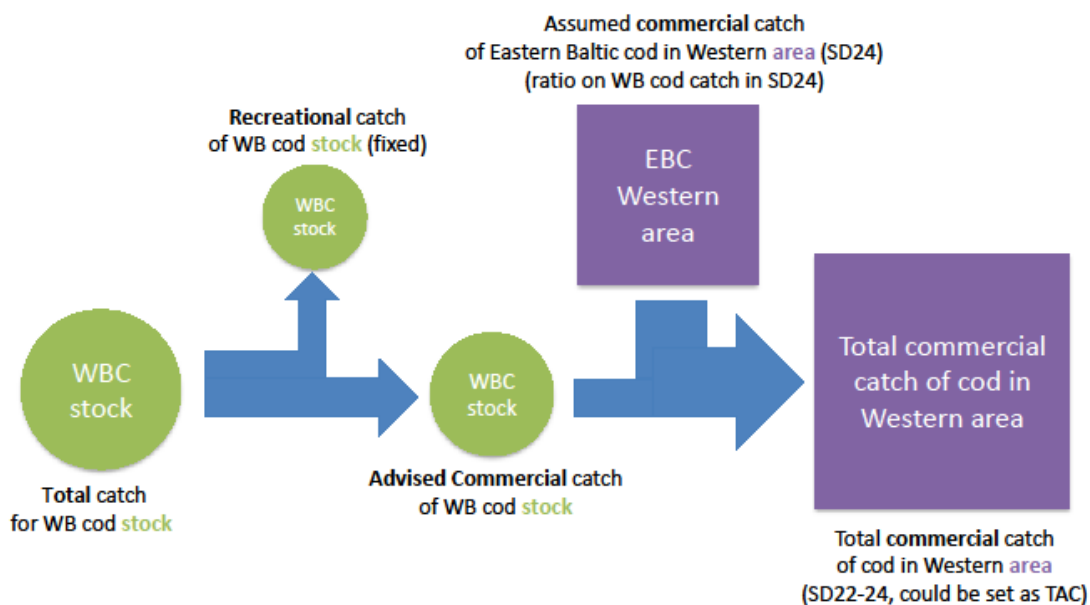 Assumed commercial catch
of Eastern Baltic cod in Western area (SD24)
(ratio on WB cod catch in SD24)
Recreational catch
of WB cod stock (fixed)
WBC
stock
EBC
Western
area
WBC
stock
Total catch
for WB cod stock
WBC
stock
Advised Commercial catch
of WB cod stock
Total commercial
catch of cod in
Western area
Total commercial catch
of cod in Western area
(SD22-24, could be set as TAC)